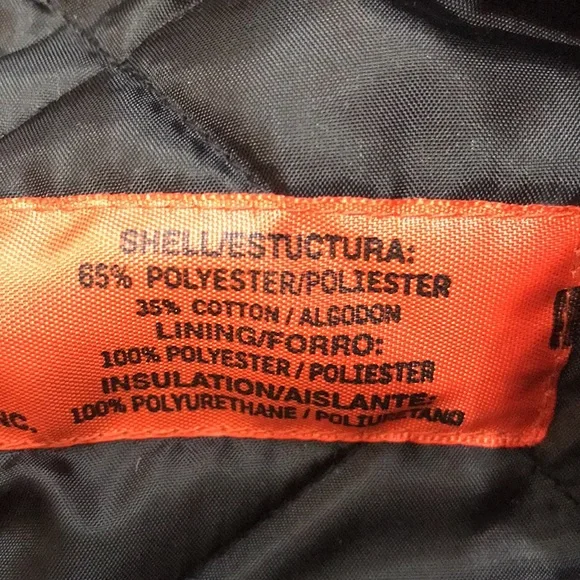 SHELL/ESTUCTURA:
65% POLYESTER/POLIESTER
35% COTTON / ALGODON
LINING/FORRO:
100% POLYESTER / POLIESTER
INSULATION/AISLANTE:
NC. 100% POLYURETHANE / POLIURETANO